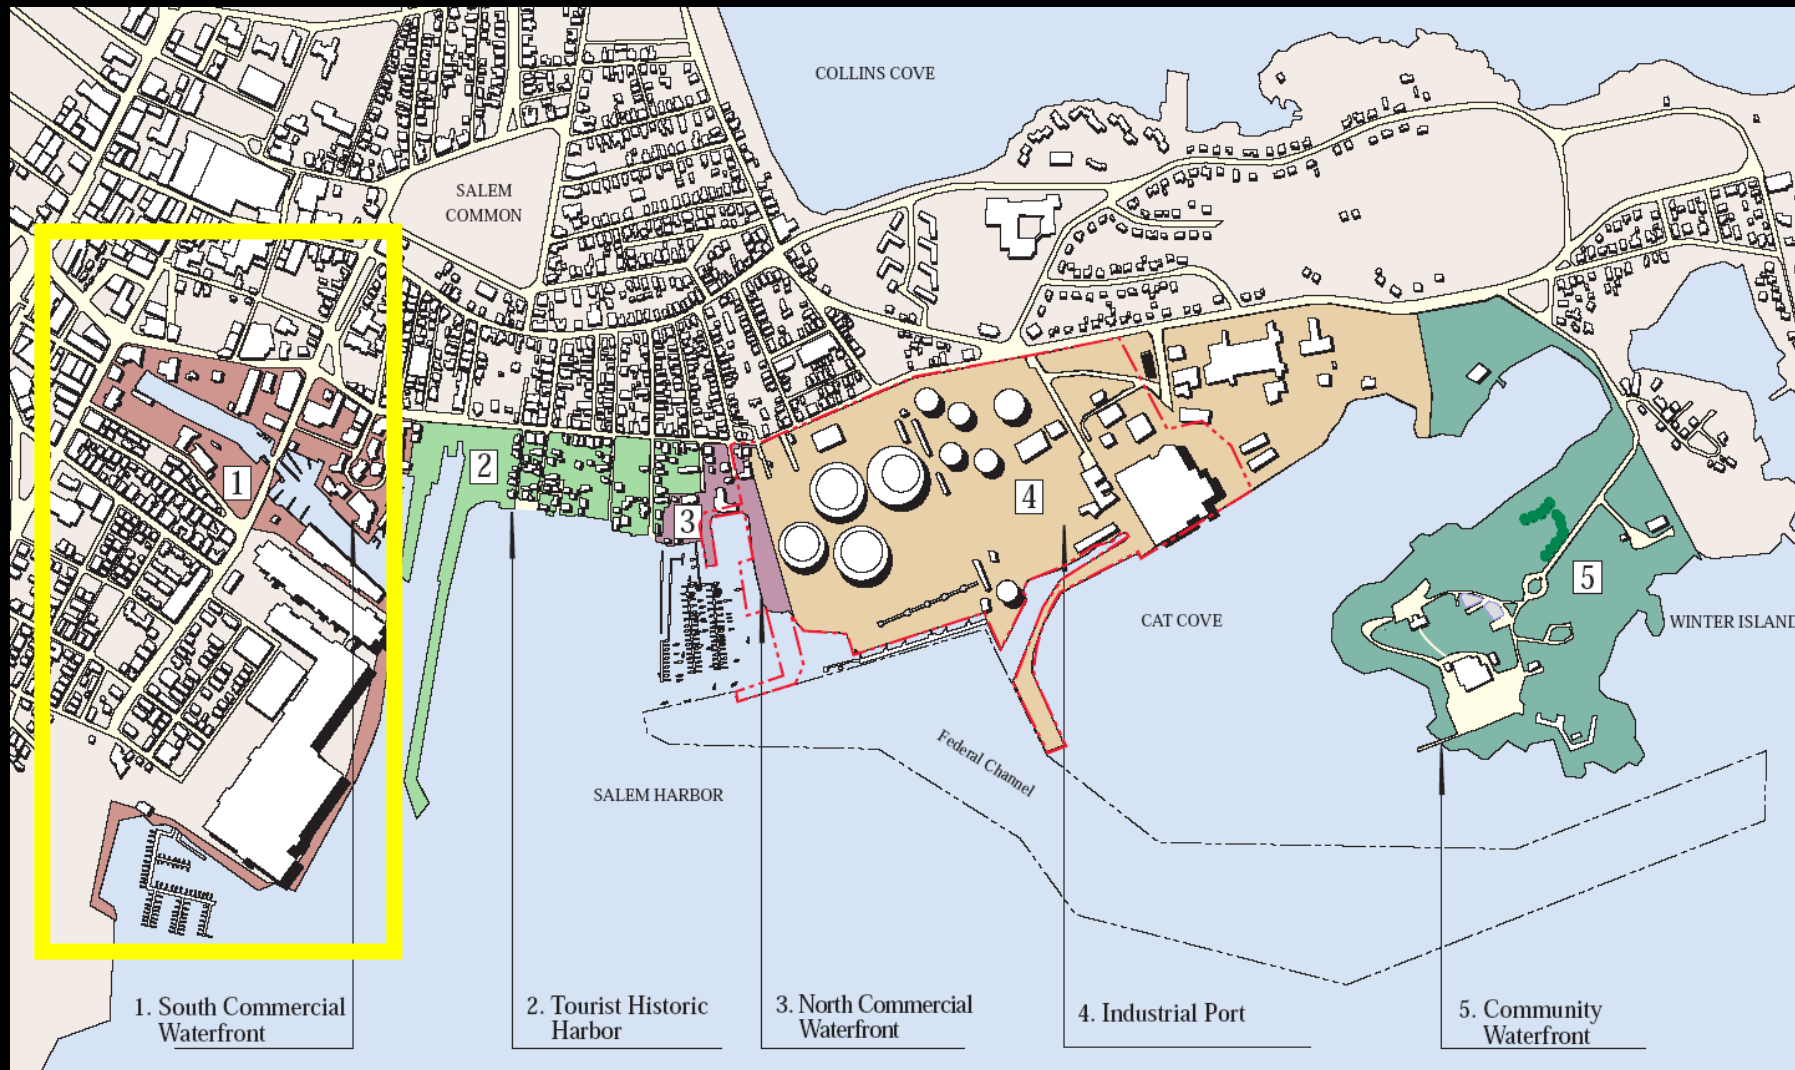 COLLINS COVE
SALEM
COMMON
1
2
3
4
5
CAT COVE
WINTER ISLAND
Federal Channel
SALEM HARBOR
1. South Commercial
Waterfront
2. Tourist Historic
Harbor
3. North Commercial
Waterfront
4. Industrial Port
5. Community
Waterfront